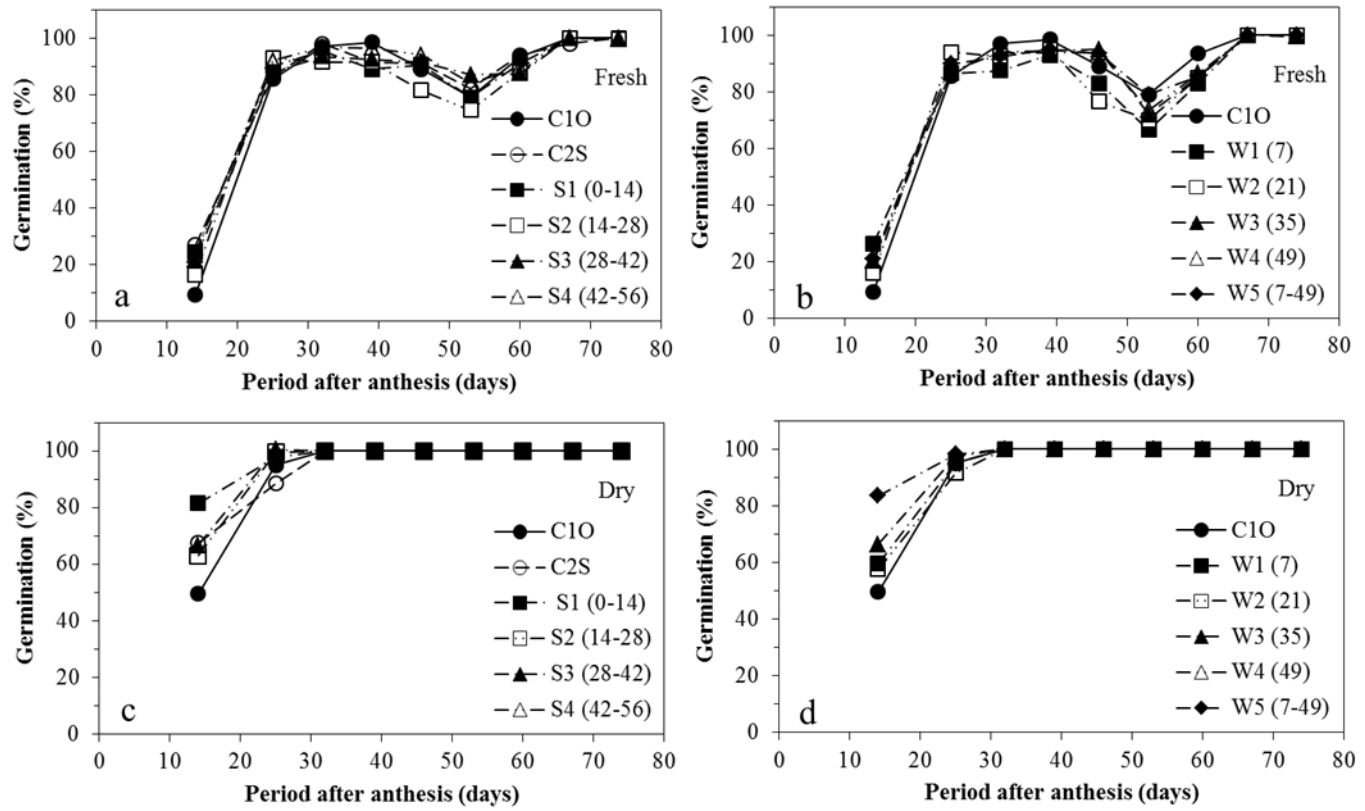 100
80
60
40
20
0
Germination (%)
Fresh
C1O
C2S
S1 (0-14)
S2 (14-28)
S3 (28-42)
S4 (42-56)
a
0 10 20 30 40 50 60 70 80
Period after anthesis (days)
100
80
60
40
20
0
Germination (%)
Fresh
C1O
W1 (7)
W2 (21)
W3 (35)
W4 (49)
W5 (7-49)
b
0 10 20 30 40 50 60 70 80
Period after anthesis (days)
100
80
60
40
20
0
Germination (%)
Dry
C1O
C2S
S1 (0-14)
S2 (14-28)
S3 (28-42)
S4 (42-56)
c
0 10 20 30 40 50 60 70 80
Period after anthesis (days)
100
80
60
40
20
0
Germination (%)
Dry
C1O
W1 (7)
W2 (21)
W3 (35)
W4 (49)
W5 (7-49)
d
0 10 20 30 40 50 60 70 80
Period after anthesis (days)